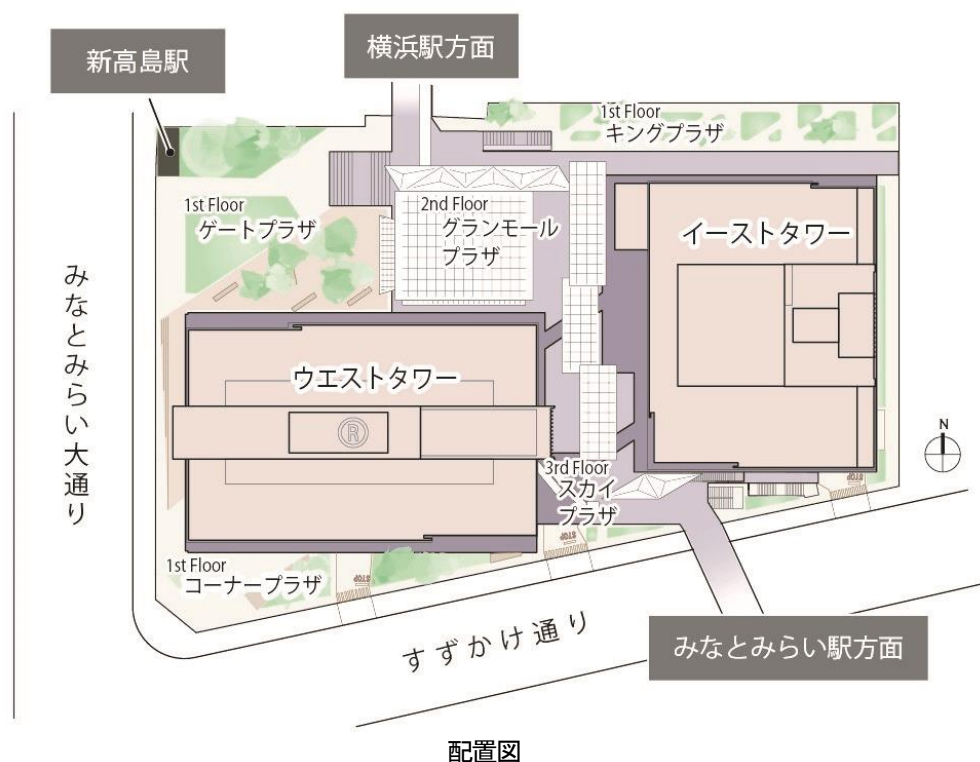 新高島駅
横浜駅方面
1st Floor
キングプラザ
1st Floor
ゲートプラザ
2nd Floor
グランモール
プラザ
イーストタワー
みなとみらい大通り
ウエストタワー
R
N
3rd Floor
スカイ
プラザ
STOP
STOP
STOP
1st Floor
コーナープラザ
すずかけ通り
みなとみらい駅方面
配置図